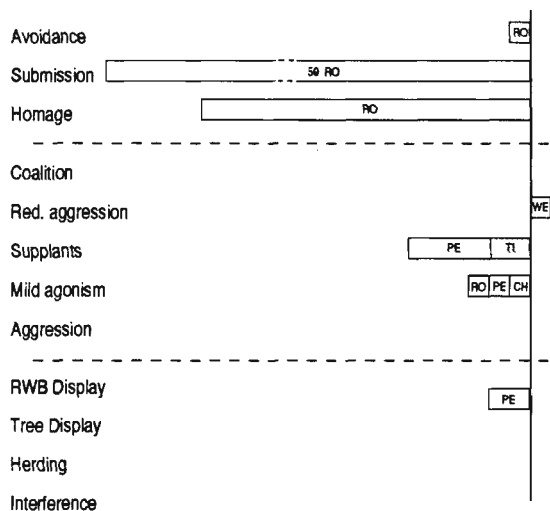 Avoidance RO
Submission 59 RO
Homage RO
Coalition
Red. aggression WE
Supplants PE TI
Mild agonism RO PE CH
Aggression
RWB Display PE
Tree Display
Herding
Interference